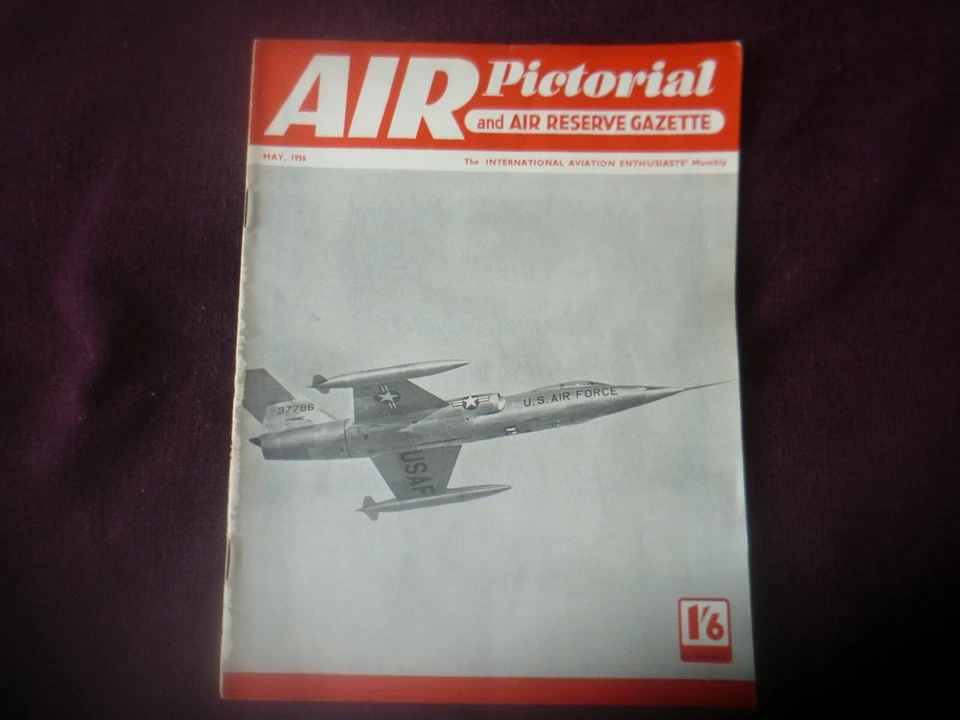 AIR Pictorial
and AIR RESERVE GAZETTE
MAY, 1956
The INTERNATIONAL AVIATION ENTHUSIASTS' Monthly
37786
U.S. AIR FORCE
USAF
1/6